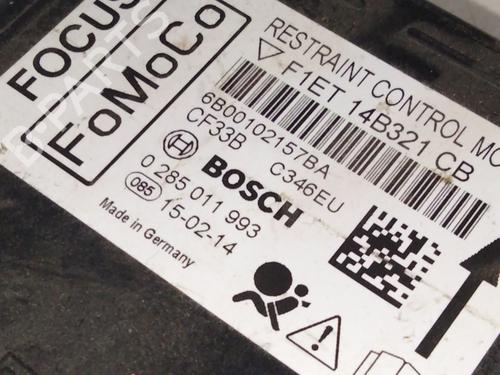 FOCUS
FoMoCo
RESTRAINT CONTROL MO
F1ET 14B321 CB
6B00102157BA
CF33B C346EU
BOSCH
0 285 011 993
085 15-02-14
Made in Germany
B-PARTS